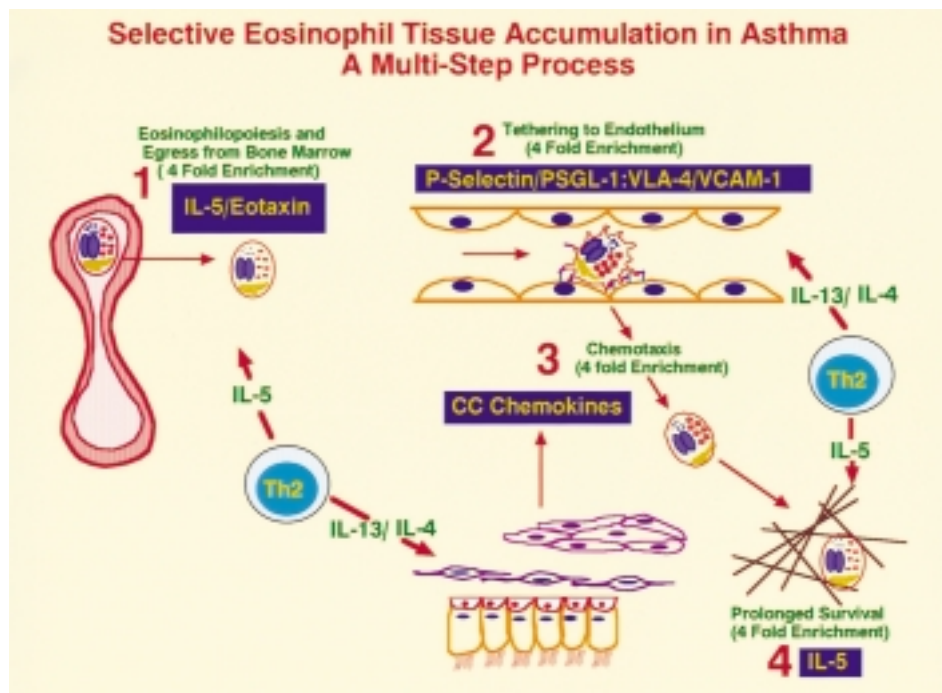 Selective Eosinophil Tissue Accumulation in Asthma
A Multi-Step Process
1
Eosinophilopoiesis and
Egress from Bone Marrow
( 4 Fold Enrichment)
IL-5/Eotaxin
2
Tethering to Endothelium
(4 Fold Enrichment)
P-Selectin/PSGL-1:VLA-4/VCAM-1
IL-13/ IL-4
Th2
IL-5
3
Chemotaxis
(4 fold Enrichment)
CC Chemokines
IL-5
Th2
IL-13/ IL-4
Prolonged Survival
(4 Fold Enrichment)
4
IL-5